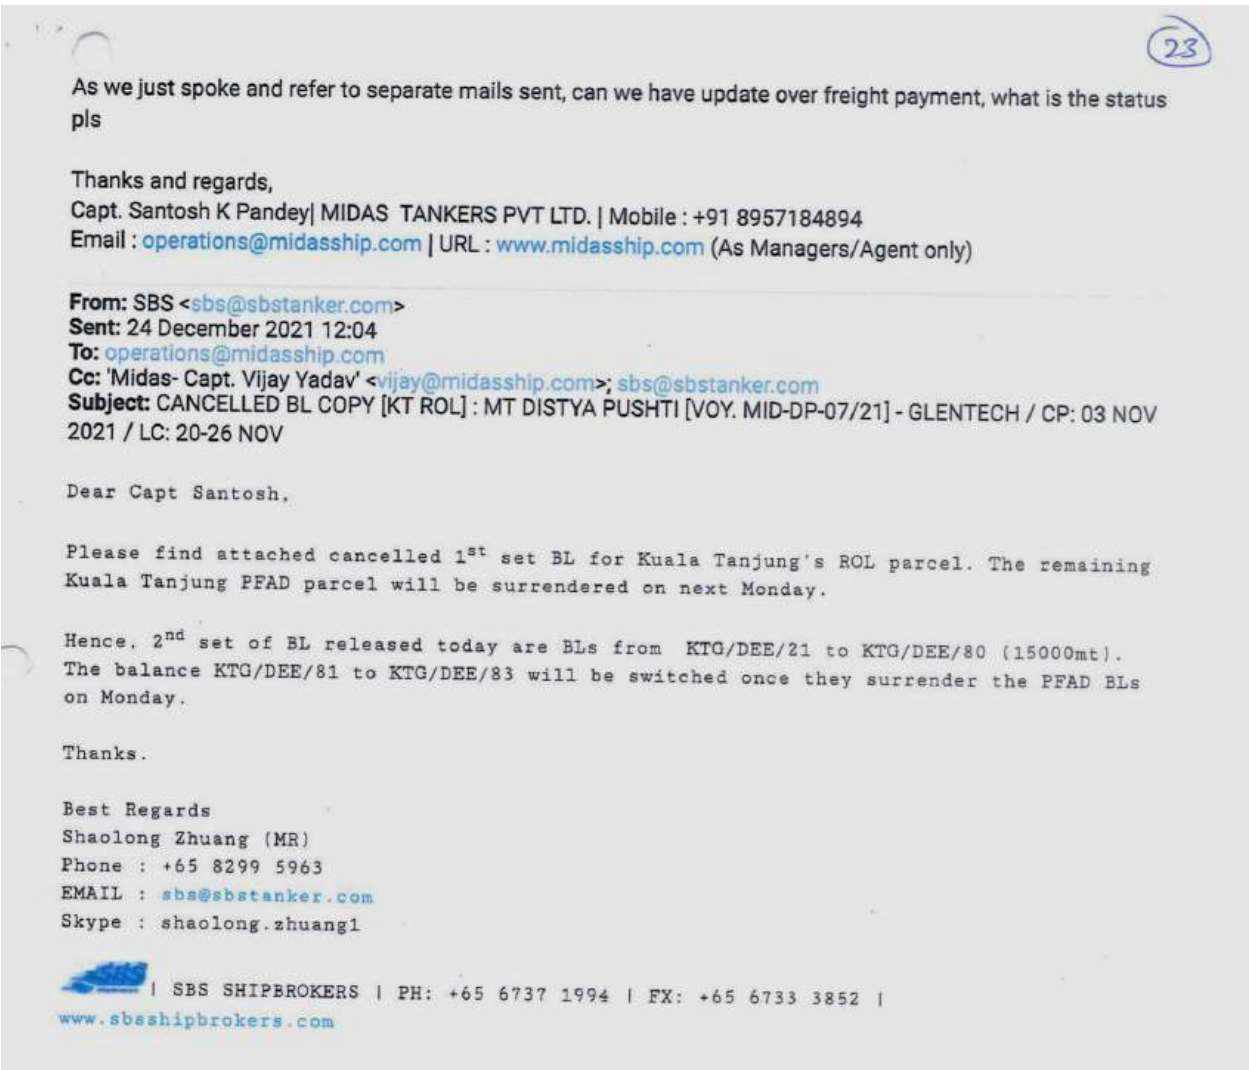 23
As we just spoke and refer to separate mails sent, can we have update over freight payment, what is the status
pls
Thanks and regards,
Capt. Santosh K Pandey| MIDAS TANKERS PVT LTD. | Mobile : +91 8957184894
Email : operations@midasship.com | URL : www.midasship.com (As Managers/Agent only)
From: SBS <sbs@sbstanker.com>
Sent: 24 December 2021 12:04
To: operations@midasship.com
Cc: 'Midas- Capt. Vijay Yadav' <vijay@midasship.com>; sbs@sbstanker.com
Subject: CANCELLED BL COPY [KT ROL] : MT DISTYA PUSHTI [VOY. MID-DP-07/21] - GLENTECH / CP: 03 NOV
2021 / LC: 20-26 NOV
Dear Capt Santosh,
Please find attached cancelled 1st set BL for Kuala Tanjung's ROL parcel. The remaining
Kuala Tanjung PFAD parcel will be surrendered on next Monday.
Hence, 2nd set of BL released today are BLs from KTG/DEE/21 to KTG/DEE/80 (15000mt).
The balance KTG/DEE/81 to KTG/DEE/83 will be switched once they surrender the PFAD BLs
on Monday.
Thanks.
Best Regards
Shaolong Zhuang (MR)
Phone : +65 8299 5963
EMAIL : sbs@sbstanker.com
Skype : shaolong.zhuang1
SBS | SBS SHIPBROKERS | PH: +65 6737 1994 | FX: +65 6733 3852 |
www.sbsshipbrokers.com